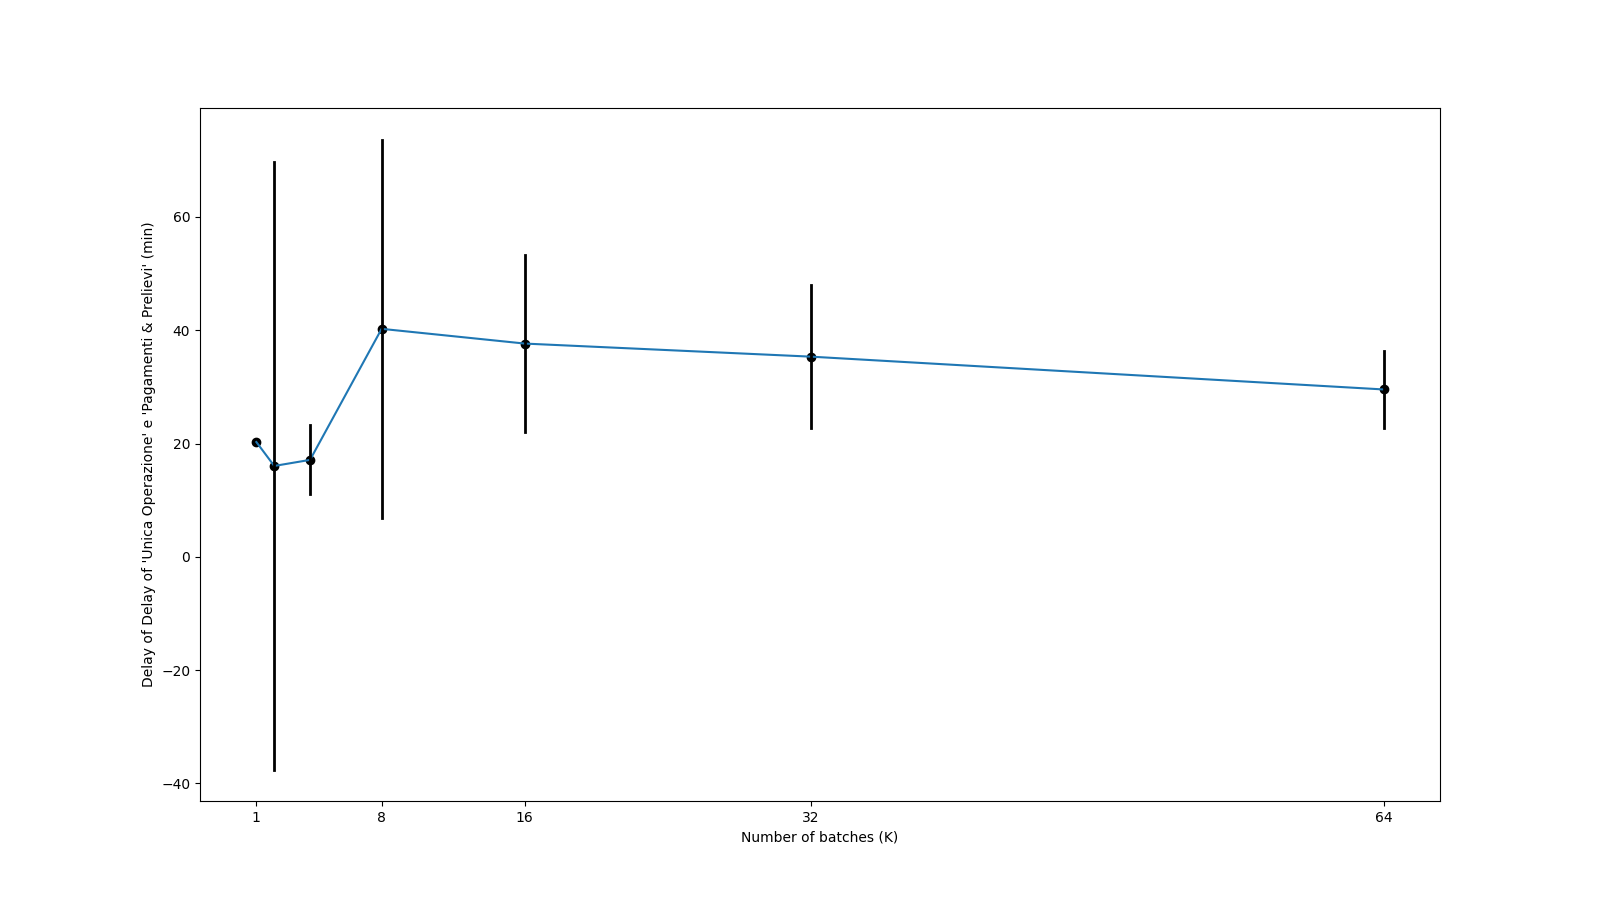 Delay of Delay of 'Unica Operazione' e 'Pagamenti & Prelievi' (min)
60
40
20
0
−20
−40
1 8 16 32 64
Number of batches (K)